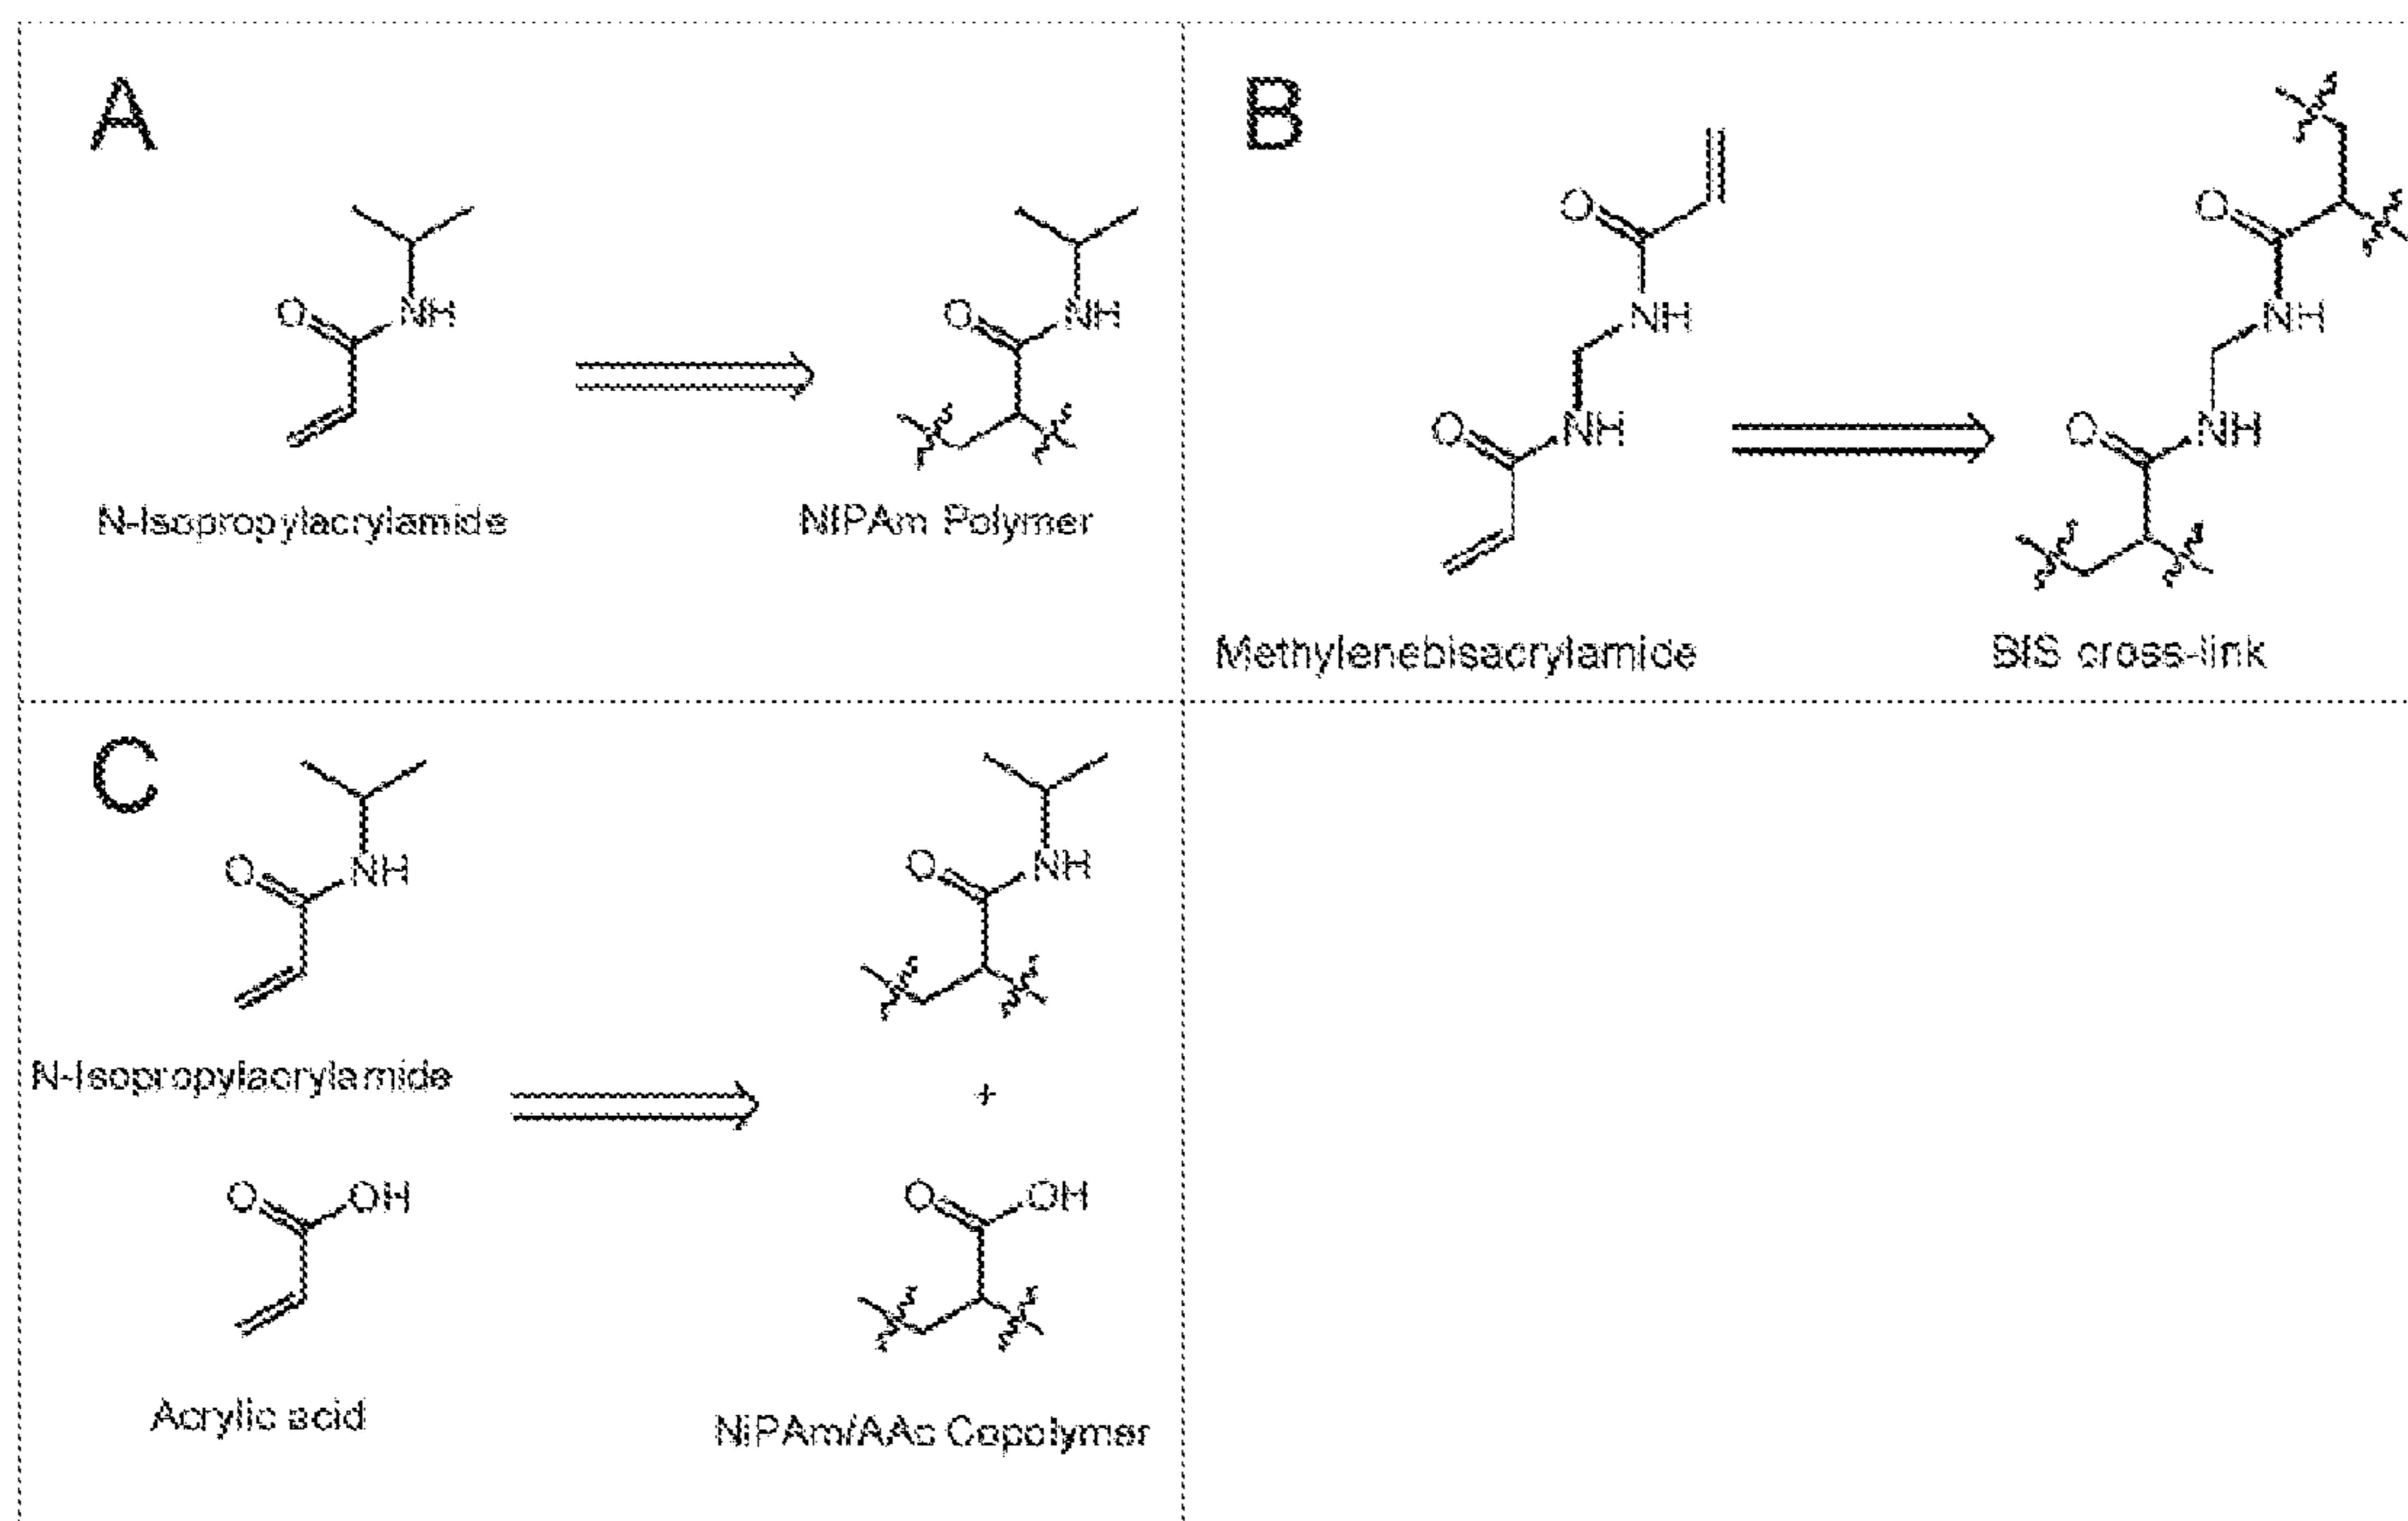 A
O
NH
N-Isopropylacrylamide
O
NH
NIPAm Polymer
B
O
NH
O
NH
Methylenebisacrylamide
O
NH
O
NH
BIS cross-link
C
O
NH
N-Isopropylacrylamide
O
OH
Acrylic acid
O
NH
+
O
OH
NIPAm/AAc Copolymer